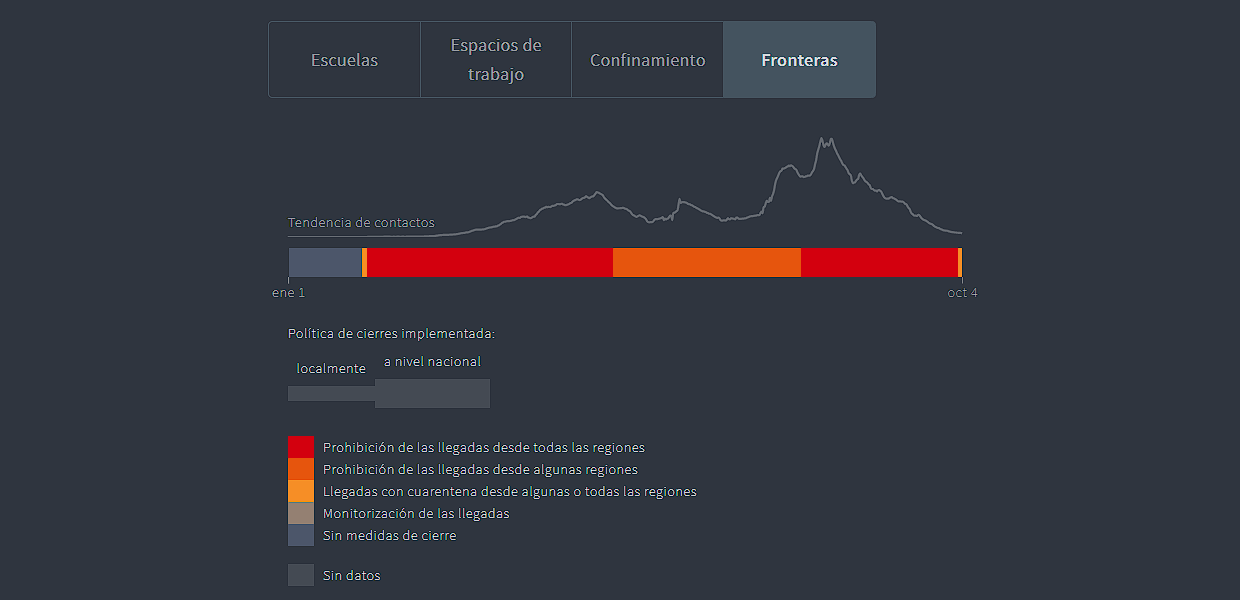 Escuelas
Espacios de
trabajo
Confinamiento
Fronteras
Tendencia de contactos
ene 1
oct 4
Política de cierres implementada:
localmente
a nivel nacional
Prohibición de las llegadas desde todas las regiones
Prohibición de las llegadas desde algunas regiones
Llegadas con cuarentena desde algunas o todas las regiones
Monitorización de las llegadas
Sin medidas de cierre
Sin datos